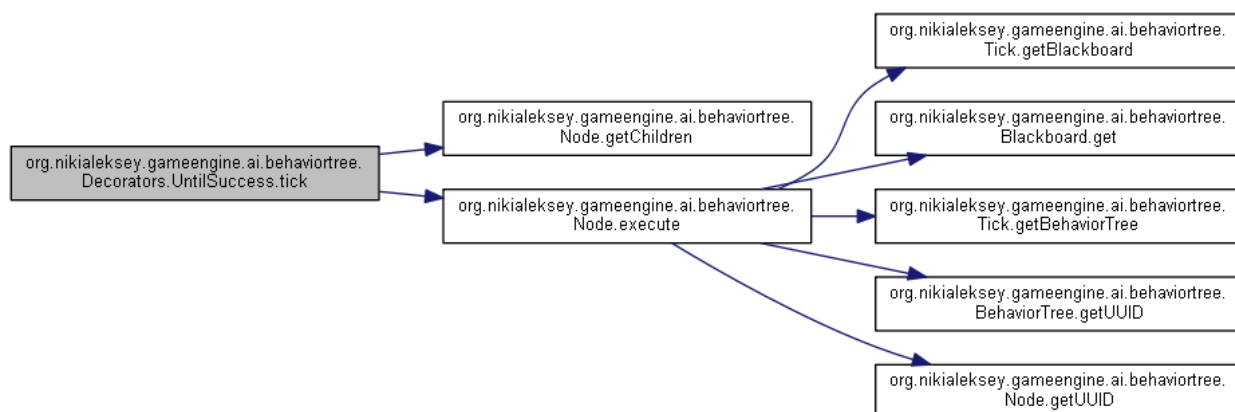 org.nikialeksey.gameengine.ai.behaviortree.
Decorators.UntilSuccess.tick
org.nikialeksey.gameengine.ai.behaviortree.
Node.getChildren
org.nikialeksey.gameengine.ai.behaviortree.
Node.execute
org.nikialeksey.gameengine.ai.behaviortree.
Tick.getBlackboard
org.nikialeksey.gameengine.ai.behaviortree.
Blackboard.get
org.nikialeksey.gameengine.ai.behaviortree.
Tick.getBehaviorTree
org.nikialeksey.gameengine.ai.behaviortree.
BehaviorTree.getUUID
org.nikialeksey.gameengine.ai.behaviortree.
Node.getUUID